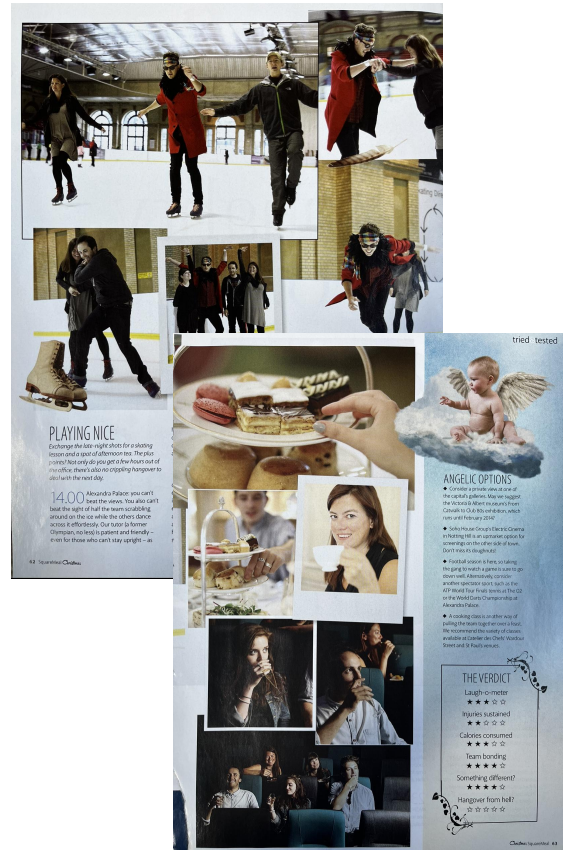 PLAYING NICE
Exchange the late-night shots for a skating
lesson and a spot of afternoon tea. The plus
points? Not only do you get a few hours out of
the office, there's also no crippling hangover to
deal with the next day.
14.00 Alexandra Palace: you can't
beat the views. You also can't
beat the sight of half the team scrabbling
around on the ice while the others dance
across it effortlessly. Our tutor (a former
Olympian, no less) is patient and friendly –
even for those who can't stay upright – as
62 SquareMeal Christmas
tried & tested
ANGELIC OPTIONS
◆ Consider a private view at one of
the capital's galleries. May we suggest
the Victoria & Albert museum's From
Catwalk to Club 80s exhibition, which
runs until February 2014?
◆ Soho House Group's Electric Cinema
in Notting Hill is an upmarket option for
screenings on the other side of town.
Don't miss its doughnuts!
◆ Football season is here, so taking
the gang to watch a game is sure to go
down well. Alternatively, consider
another spectator sport, such as the
ATP World Tour Finals tennis at The O2
or the World Darts Championship at
Alexandra Palace.
◆ A cooking class is another way of
pulling the team together over a feast.
We recommend the variety of classes
available at L'atelier des Chefs' Wigmore
Street and St Paul's venues.
THE VERDICT
Laugh-o-meter
★★★☆☆
Injuries sustained
★★☆☆☆
Calories consumed
★★★☆☆
Team bonding
★★★★☆
Something different?
★★★★☆
Hangover from hell?
☆☆☆☆☆
Christmas SquareMeal 63